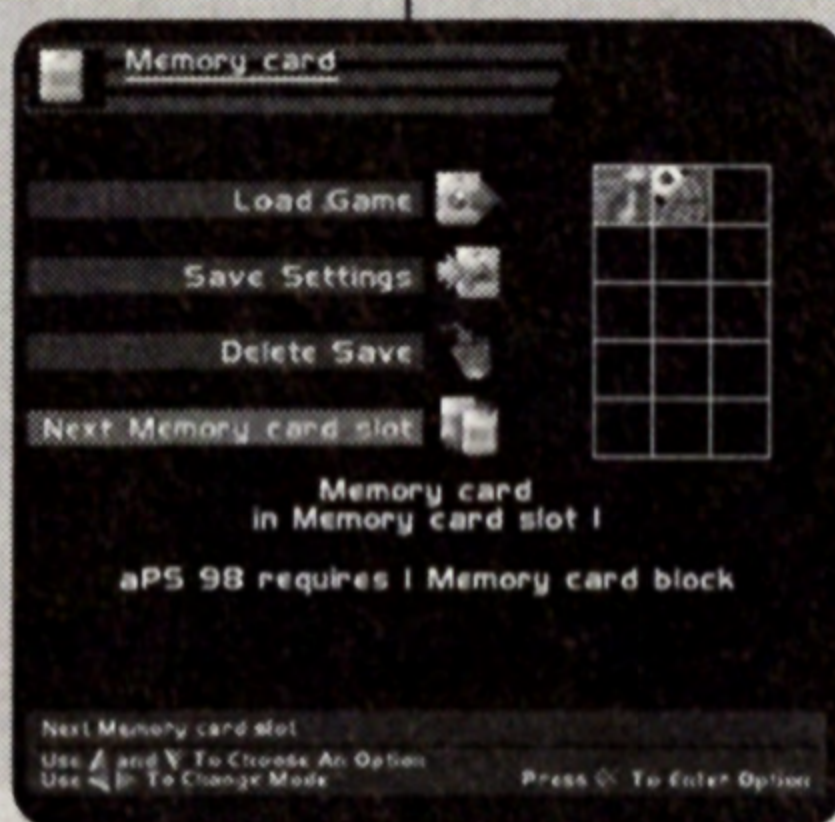 Memory card
Load Game
Save Settings
Delete Save
Next Memory card slot
Memory card
in Memory card slot 1
aPS 98 requires 1 Memory card block
Next Memory card slot
Use and To Choose An Option
Use To Change Mode
Press To Enter Option